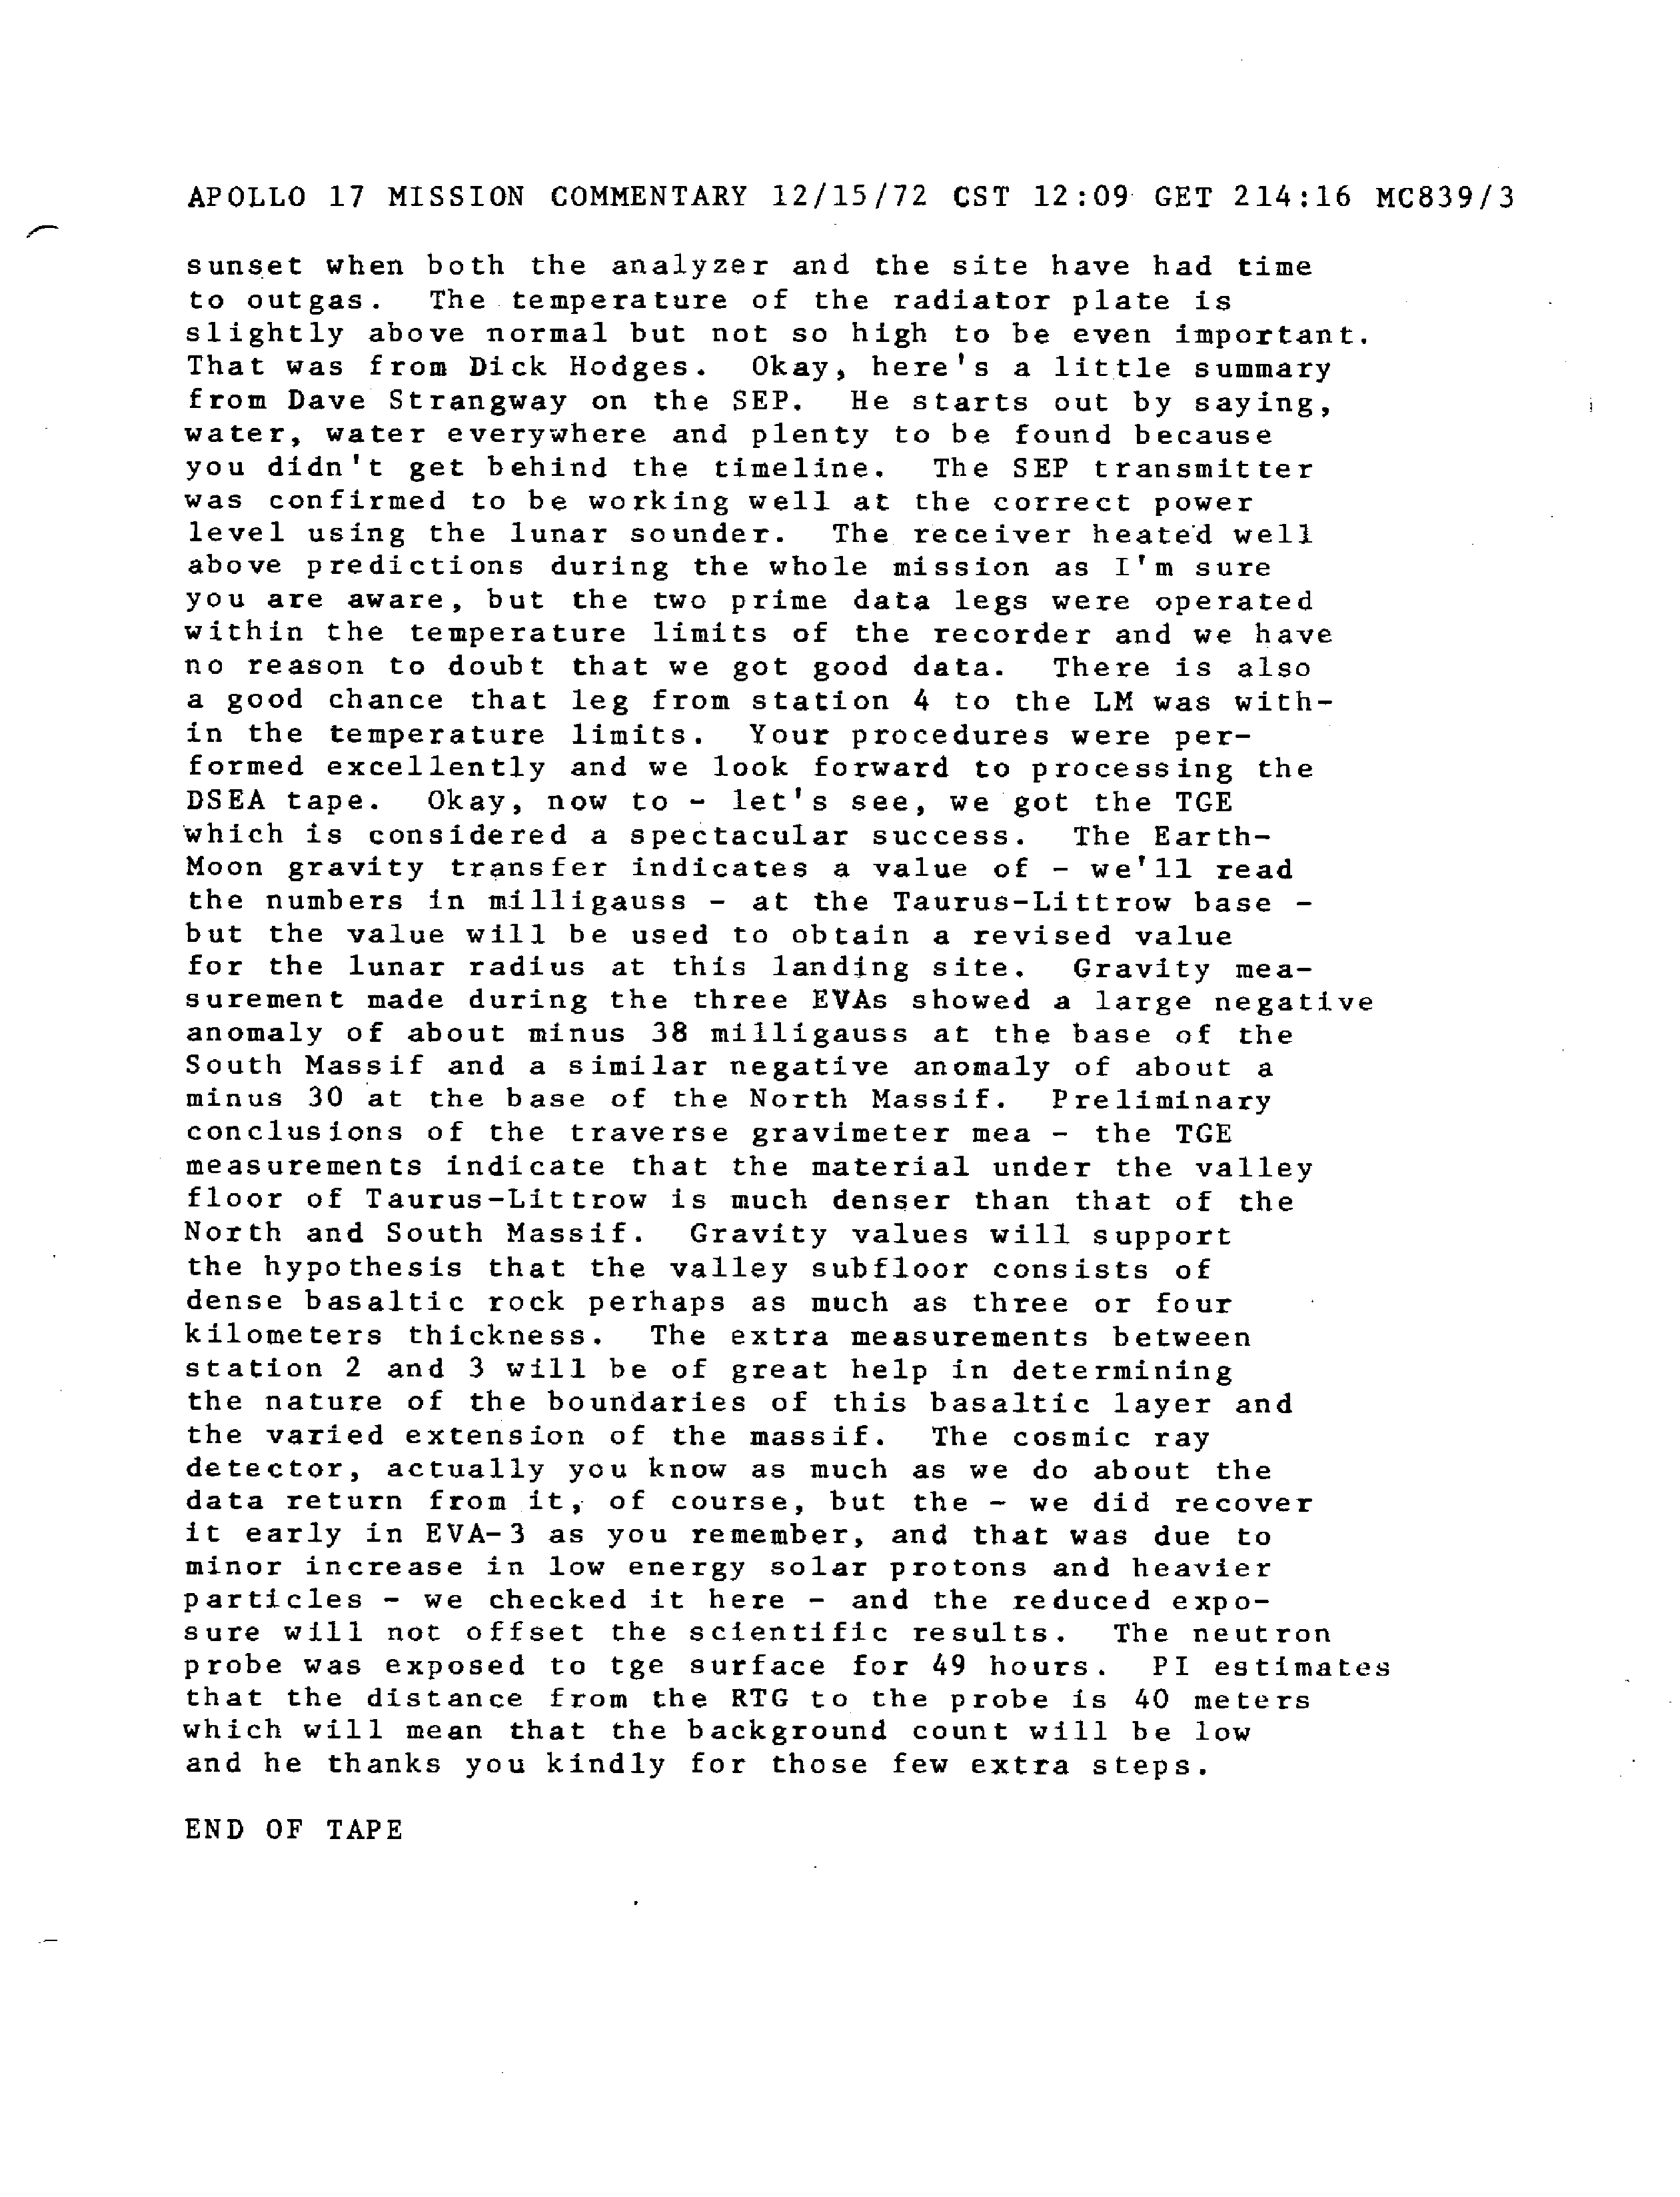 APOLLO 17 MISSION COMMENTARY 12/15/72 CST 12:09 GET 214:16 MC839/3
sunset when both the analyzer and the site have had time
to outgas. The temperature of the radiator plate is
slightly above normal but not so high to be even important.
That was from Dick Hodges. Okay, here's a little summary
from Dave Strangway on the SEP. He starts out by saying,
water, water everywhere and plenty to be found because
you didn't get behind the timeline. The SEP transmitter
was confirmed to be working well at the correct power
level using the lunar sounder. The receiver heated well
above predictions during the whole mission as I'm sure
you are aware, but the two prime data legs were operated
within the temperature limits of the recorder and we have
no reason to doubt that we got good data. There is also
a good chance that leg from station 4 to the LM was with-
in the temperature limits. Your procedures were per-
formed excellently and we look forward to processing the
DSEA tape. Okay, now to - let's see, we got the TGE
which is considered a spectacular success. The Earth-
Moon gravity transfer indicates a value of - we'll read
the numbers in milligauss - at the Taurus-Littrow base -
but the value will be used to obtain a revised value
for the lunar radius at this landing site. Gravity mea-
surement made during the three EVAs showed a large negative
anomaly of about minus 38 milligauss at the base of the
South Massif and a similar negative anomaly of about a
minus 30 at the base of the North Massif. Preliminary
conclusions of the traverse gravimeter mea - the TGE
measurements indicate that the material under the valley
floor of Taurus-Littrow is much denser than that of the
North and South Massif. Gravity values will support
the hypothesis that the valley subfloor consists of
dense basaltic rock perhaps as much as three or four
kilometers thickness. The extra measurements between
station 2 and 3 will be of great help in determining
the nature of the boundaries of this basaltic layer and
the varied extension of the massif. The cosmic ray
detector, actually you know as much as we do about the
data return from it, of course, but the - we did recover
it early in EVA-3 as you remember, and that was due to
minor increase in low energy solar protons and heavier
particles - we checked it here - and the reduced expo-
sure will not offset the scientific results. The neutron
probe was exposed to tge surface for 49 hours. PI estimates
that the distance from the RTG to the probe is 40 meters
which will mean that the background count will be low
and he thanks you kindly for those few extra steps.
END OF TAPE